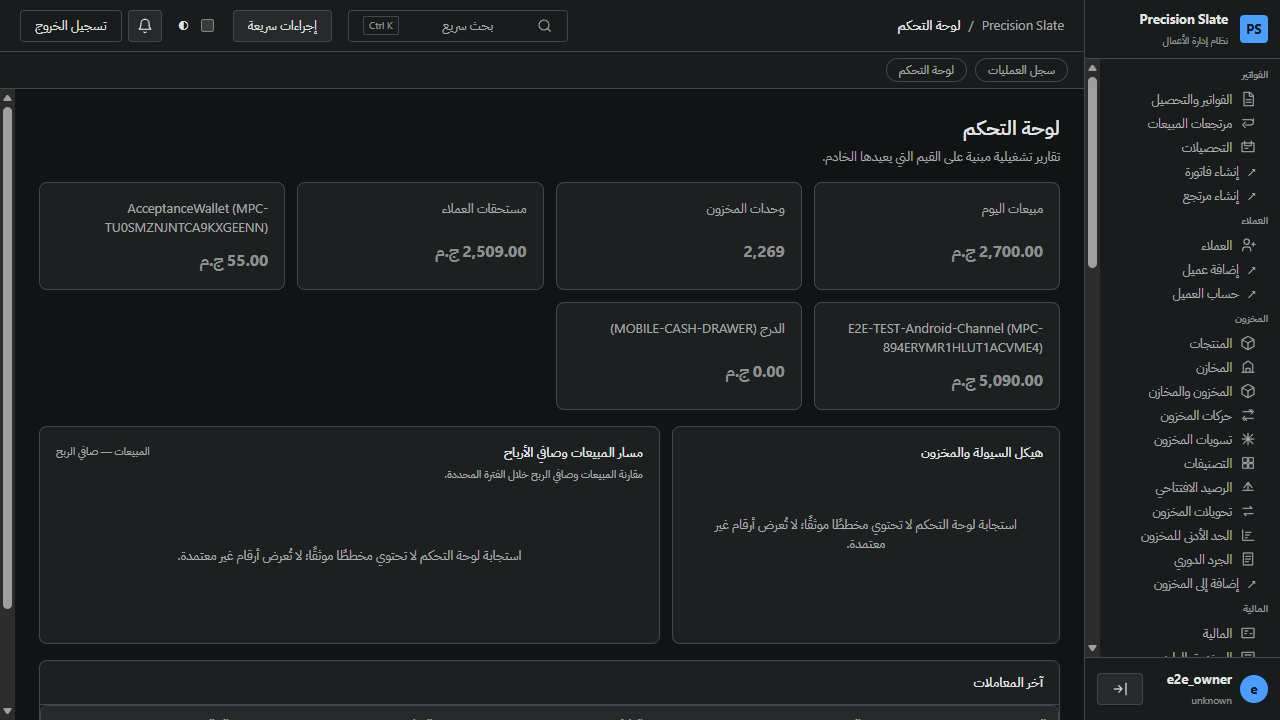 PS
Precision Slate
نظام إدارة الأعمال
Precision Slate / لوحة التحكم
بحث سريع
Ctrl K
إجراءات سريعة
تسجيل الخروج
سجل العمليات
لوحة التحكم
الفواتير
الفواتير والتحصيل
مرتجعات المبيعات
التحصيلات
إنشاء فاتورة
إنشاء مرتجع
العملاء
العملاء
إضافة عميل
حساب العميل
المخزون
المنتجات
المخازن
المخزون والمخازن
حركات المخزون
تسويات المخزون
التصنيفات
الرصيد الافتتاحي
تحويلات المخزون
الحد الأدنى للمخزون
الجرد الدوري
إضافة إلى المخزون
المالية
المالية
e
e2e_owner
unknown
لوحة التحكم
تقارير تشغيلية مبنية على القيم التي يعيدها الخادم.
مبيعات اليوم
2,700.00 ج.م
وحدات المخزون
2,269
مستحقات العملاء
2,509.00 ج.م
AcceptanceWallet (MPC-
TU0SMZNJNTCA9KXGEENN)
55.00 ج.م
E2E-TEST-Android-Channel (MPC-
894ERYMR1HLUT1ACVME4)
5,090.00 ج.م
الدرج (MOBILE-CASH-DRAWER)
0.00 ج.م
هيكل السيولة والمخزون
استجابة لوحة التحكم لا تحتوي مخططًا موثقًا؛ لا تُعرض أرقام غير
معتمدة.
مسار المبيعات وصافي الأرباح
المبيعات — صافي الربح
مقارنة المبيعات وصافي الربح خلال الفترة المحددة.
استجابة لوحة التحكم لا تحتوي مخططًا موثقًا؛ لا تُعرض أرقام غير معتمدة.
آخر المعاملات